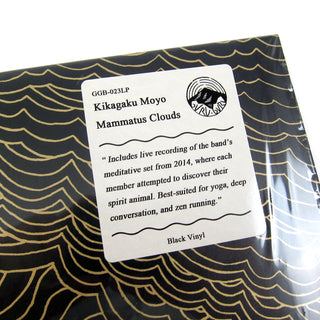 GGB-023LP
Kikagaku Moyo
Mammatus Clouds
“ Includes live recording of the band's
meditative set from 2014, where each
member attempted to discover their
spirit animal. Best-suited for yoga, deep
conversation, and zen running.”
Black Vinyl